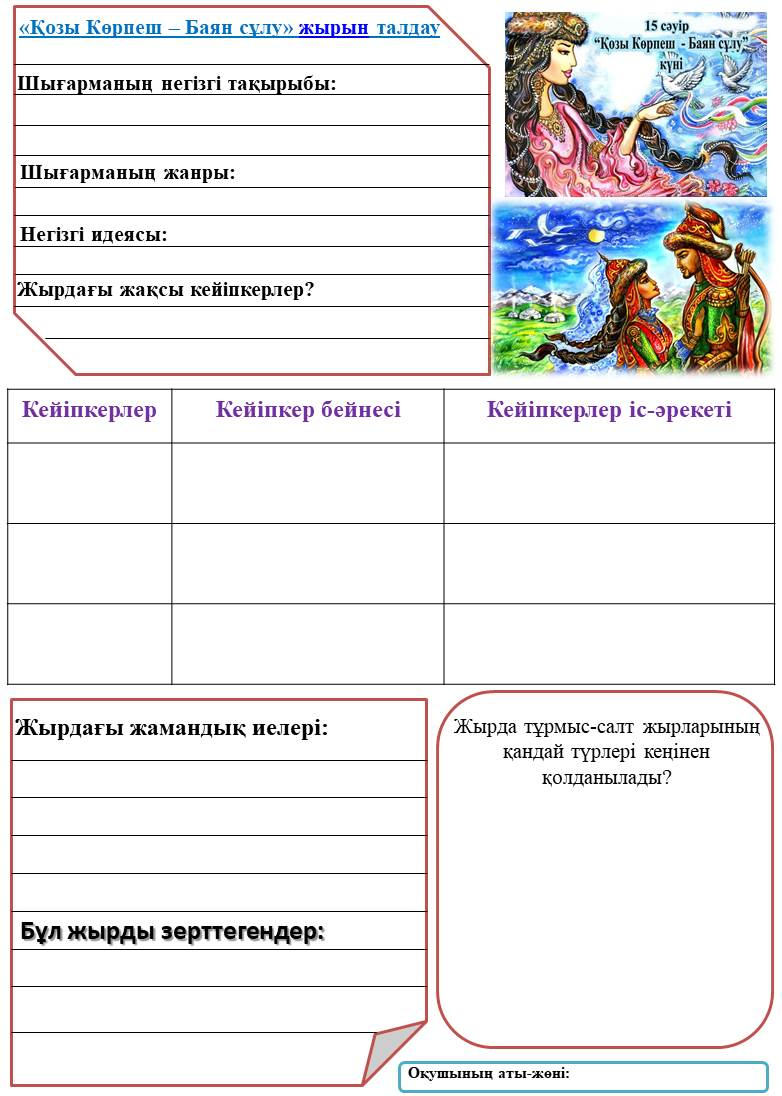 «Қозы Көрпеш – Баян сұлу» жырын талдау
Шығарманың негізгі тақырыбы:
Шығарманың жанры:
Негізгі идеясы:
Жырдағы жақсы кейіпкерлер?
15 сәуір
“Қозы Көрпеш - Баян сұлу”
күні
Кейіпкерлер
Кейіпкер бейнесі
Кейіпкерлер іс-әрекеті
Жырдағы жамандық иелері:
Бұл жырды зерттегендер:
Жырда тұрмыс-салт жырларының
қандай түрлері кеңінен
қолданылады?
Оқушының аты-жөні: